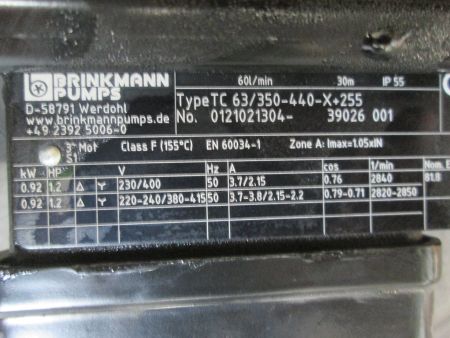 BRINKMANN
PUMPS
D-58791 Werdohl
www.brinkmannpumps.de
+49 2392 5006-0
60l/min 30m IP 55
Type TC 63/350-440-X+255
No. 0121021304- 39026 001
3~ Mot Class F (155°C) EN 60034-1 Zone A: Imax=1.05xIN
S1
kW HP V Hz A cos 1/min Nom. E
0.92 1.2 Δ Y 230/400 50 3.7/2.15 0.76 2840 81.8
0.92 1.2 Δ Y 220-240/380-415 50 3.7-3.8/2.15-2.2 0.79-0.71 2820-2850